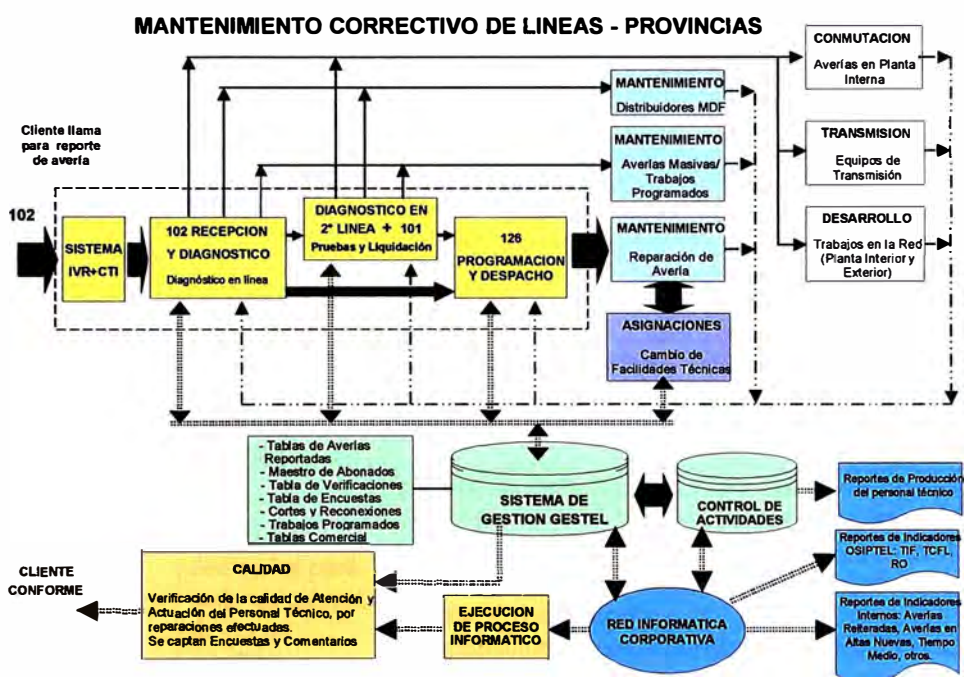 MANTENIMIENTO CORRECTIVO DE LINEAS - PROVINCIAS
CONMUTACION
Averías en Planta
Interna
MANTENIMIENTO
Distribuidores MDF
Cliente llama
para reporte
de avería
MANTENIMIENTO
Averías Masivas/
Trabajos
Programados
TRANSMISION
Equipos de
Transmisión
102
SISTEMA
IVR+CTI
102 RECEPCION
Y DIAGNOSTICO
Diagnóstico en línea
DIAGNOSTICO EN
2° LINEA + 101
Pruebas y Liquidación
126
PROGRAMACION
Y DESPACHO
MANTENIMIENTO
Reparación de
Avería
DESARROLLO
Trabajos en la Red
(Planta Interior y
Exterior)
ASIGNACIONES
Cambio de
Facilidades Técnicas
- Tablas de Averías
Reportadas
- Maestro de Abonados
- Tabla de Verificaciones
- Tabla de Encuestas
- Cortes y Reconexiones
- Trabajos Programados
- Tablas Comercial
SISTEMA DE
GESTION GESTEL
CONTROL DE
ACTIVIDADES
Reportes de Producción
del personal técnico
Reportes de Indicadores
OSIPTEL: TIF, TCFL,
RO
CLIENTE
CONFORME
CALIDAD
Verificación de la calidad de Atención y
Actuación del Personal Técnico, por
reparaciones efectuadas.
Se captan Encuestas y Comentarios
EJECUCION
DE PROCESO
INFORMATICO
RED INFORMATICA
CORPORATIVA
Reportes de Indicadores
Internos: Averías
Reiteradas, Averías en
Altas Nuevas, Tiempo
Medio, otros.